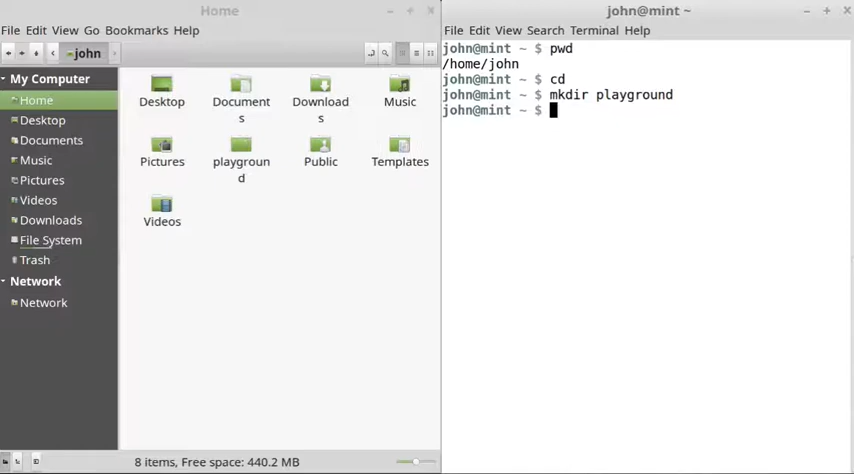 Home
File Edit View Go Bookmarks Help
john
My Computer
Home
Desktop
Documents
Music
Pictures
Videos
Downloads
File System
Trash
Network
Network
Desktop
Document
s
Download
s
Music
Pictures
playgroun
d
Public
Templates
Videos
8 items, Free space: 440.2 MB
john@mint ~
File Edit View Search Terminal Help
john@mint ~ $ pwd
/home/john
john@mint ~ $ cd
john@mint ~ $ mkdir playground
john@mint ~ $